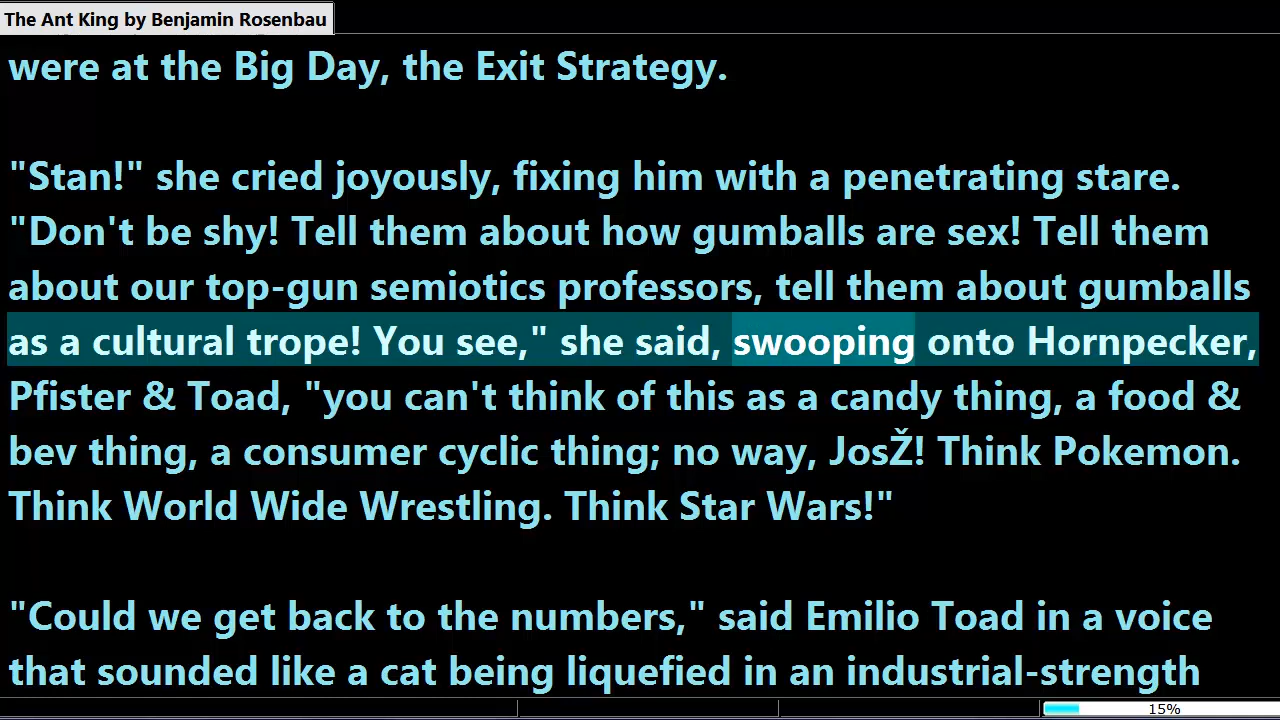 The Ant King by Benjamin Rosenbau
were at the Big Day, the Exit Strategy.
"Stan!" she cried joyously, fixing him with a penetrating stare.
"Don't be shy! Tell them about how gumballs are sex! Tell them
about our top-gun semiotics professors, tell them about gumballs
as a cultural trope! You see," she said, swooping onto Hornpecker,
Pfister & Toad, "you can't think of this as a candy thing, a food &
bev thing, a consumer cyclic thing; no way, JosŽ! Think Pokemon.
Think World Wide Wrestling. Think Star Wars!"
"Could we get back to the numbers," said Emilio Toad in a voice
that sounded like a cat being liquefied in an industrial-strength
15%